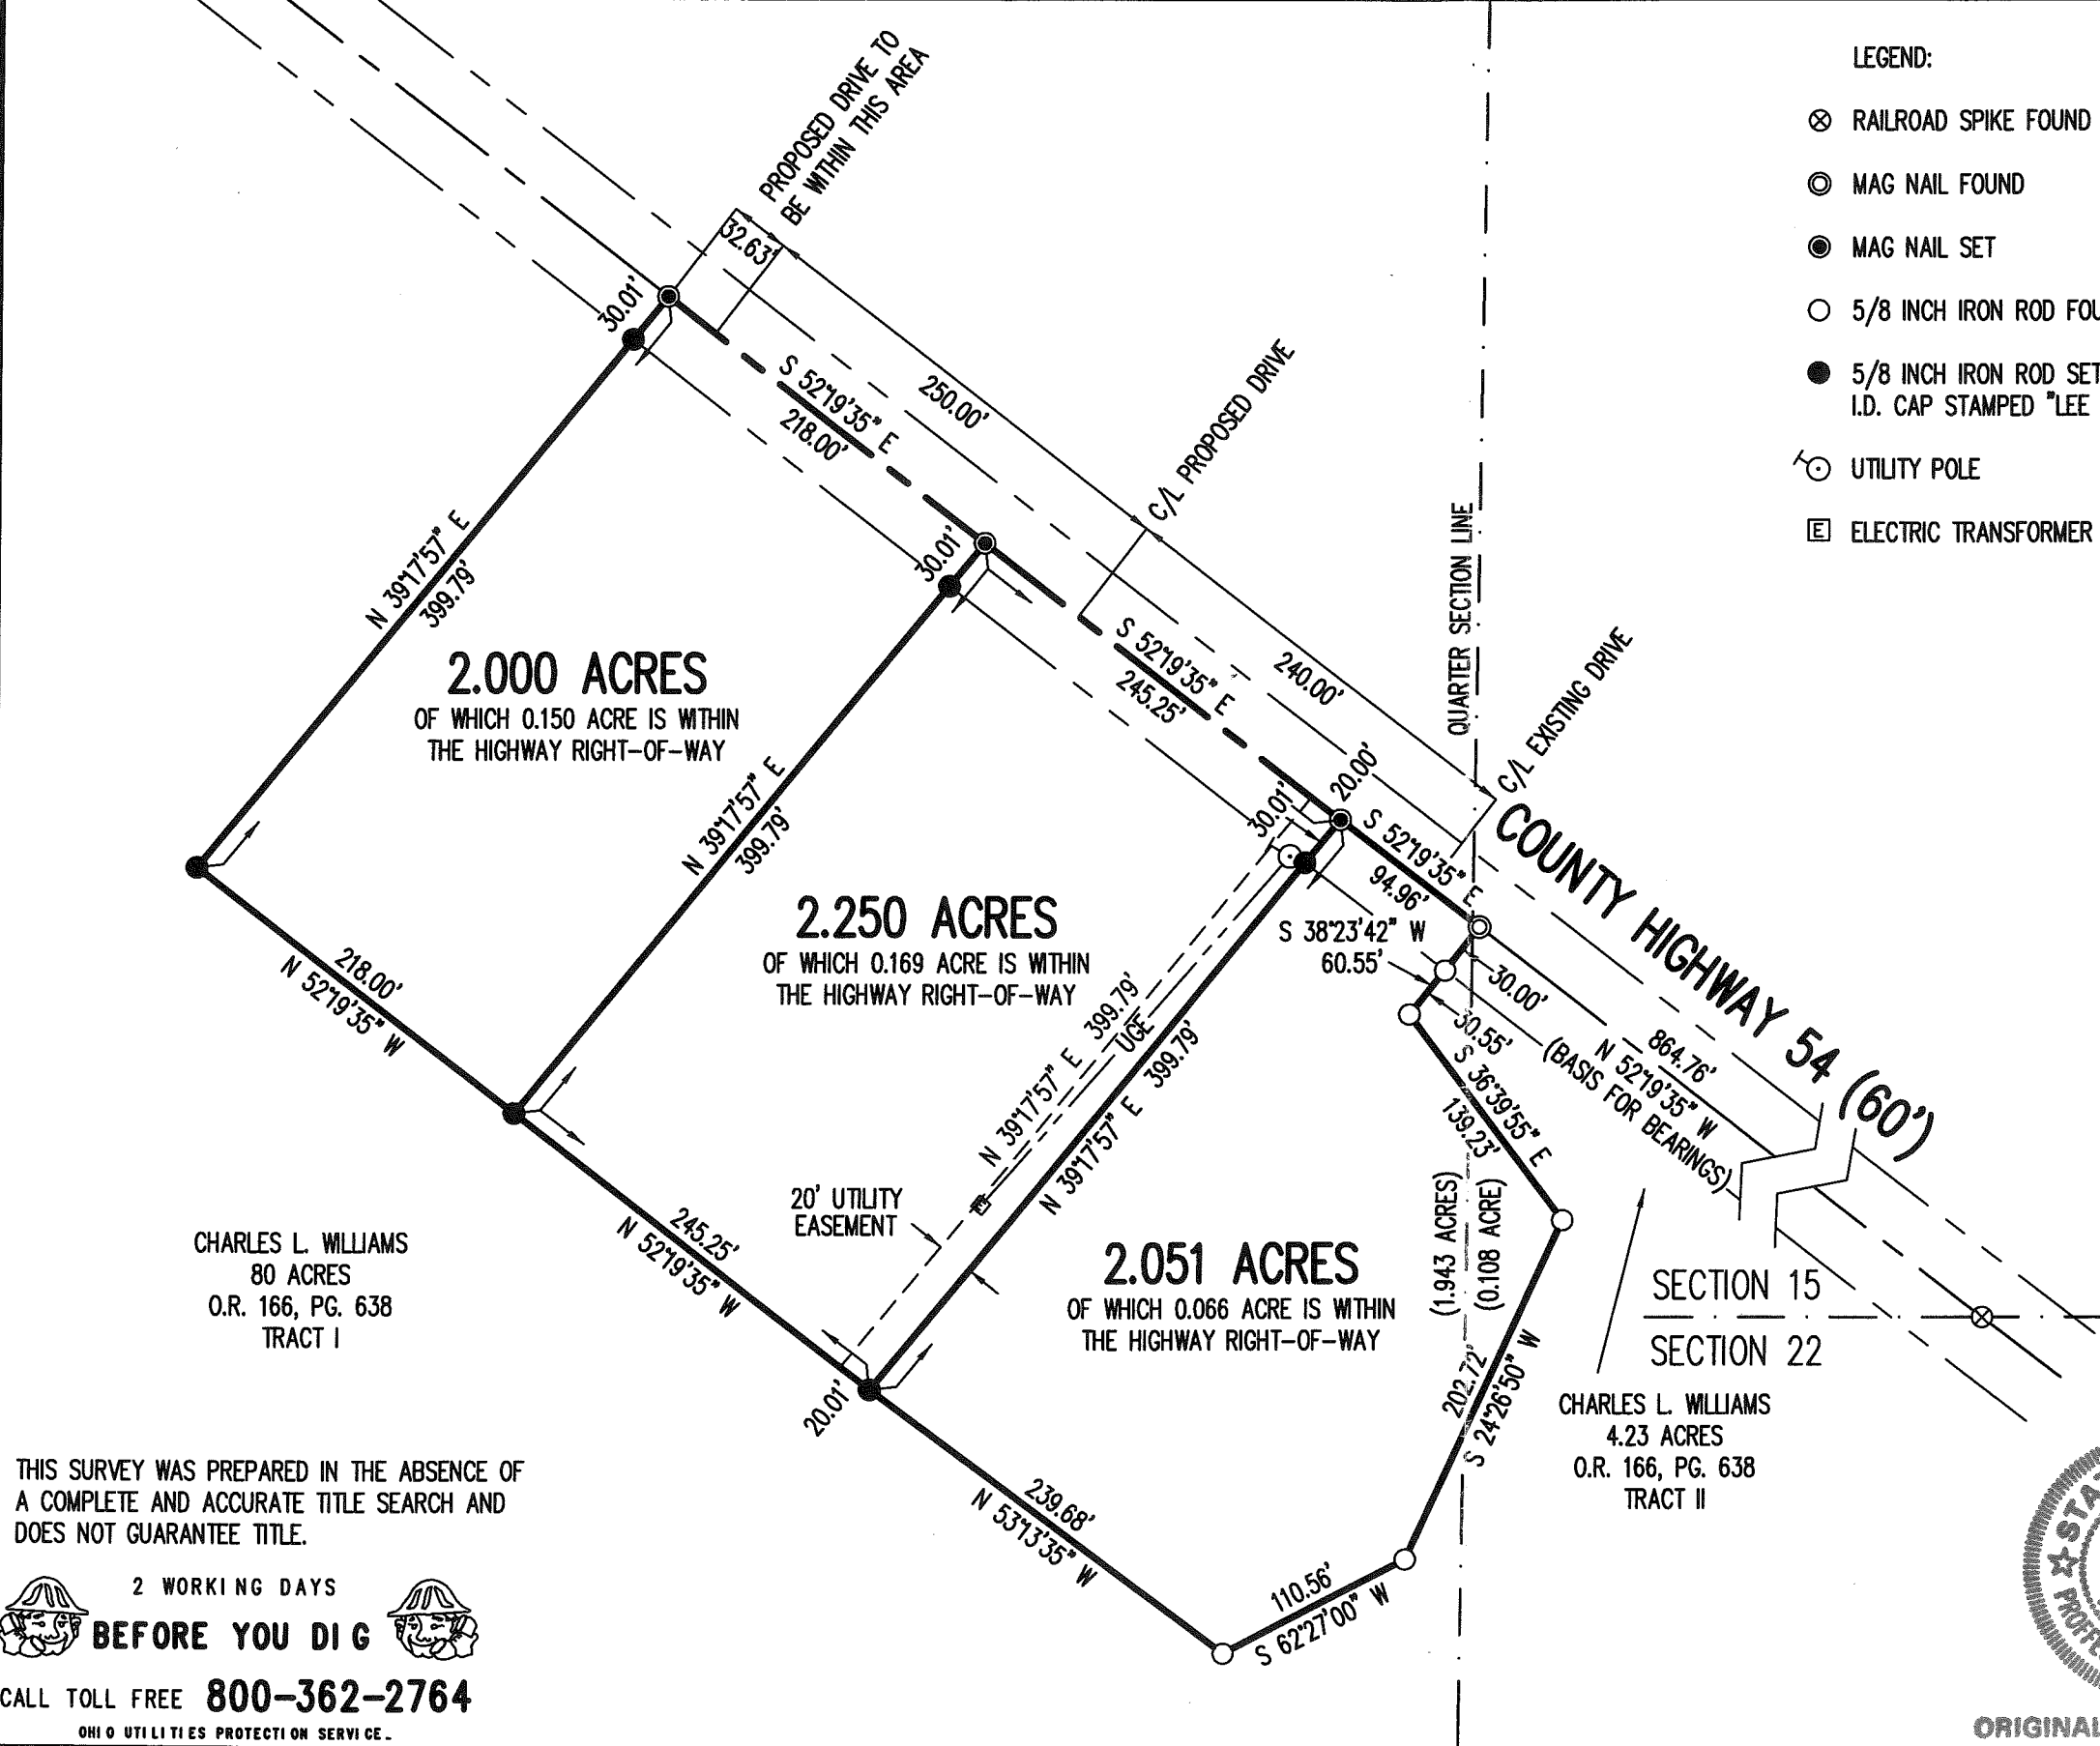 LEGEND:
RAILROAD SPIKE FOUND
MAG NAIL FOUND
MAG NAIL SET
5/8 INCH IRON ROD
5/8 INCH IRON ROD SET
I.D. CAP STAMPED "LEE
UTILITY POLE
E ELECTRIC TRANSFORMER
PROPOSED DRIVE TO
BE WITHIN THIS AREA
32.63'
30.01'
S 52°19'35" E
218.00'
250.00'
C/L PROPOSED DRIVE
30.01'
N 39°17'57" E
399.79'
2.000 ACRES
OF WHICH 0.150 ACRE IS WITHIN
THE HIGHWAY RIGHT-OF-WAY
S 52°19'35" E
245.25'
240.00'
QUARTER SECTION LINE
C/L EXISTING DRIVE
20.00'
30.01'
N 39°17'57" E
399.79'
2.250 ACRES
OF WHICH 0.169 ACRE IS WITHIN
THE HIGHWAY RIGHT-OF-WAY
S 52°19'35" E
94.96'
COUNTY HIGHWAY 54 (60')
S 38°23'42" W
60.55'
30.00'
30.55'
864.76'
N 52°19'35" W
(BASIS FOR BEARINGS)
S 36°39'55" E
139.23'
218.00'
N 52°19'35" W
N 39°17'57" E 399.79'
UGE
N 39°17'57" E 399.79'
E
20' UTILITY
EASEMENT
(1.943 ACRES)
(0.108 ACRE)
2.051 ACRES
OF WHICH 0.066 ACRE IS WITHIN
THE HIGHWAY RIGHT-OF-WAY
245.25'
N 52°19'35" W
CHARLES L. WILLIAMS
80 ACRES
O.R. 166, PG. 638
TRACT I
SECTION 15
SECTION 22
202.72'
S 24°26'50" W
CHARLES L. WILLIAMS
4.23 ACRES
O.R. 166, PG. 638
TRACT II
20.01'
239.68'
N 53°13'35" W
110.56'
S 62°27'00" W
THIS SURVEY WAS PREPARED IN THE ABSENCE OF
A COMPLETE AND ACCURATE TITLE SEARCH AND
DOES NOT GUARANTEE TITLE.
2 WORKING DAYS
BEFORE YOU DIG
CALL TOLL FREE 800-362-2764
OHIO UTILITIES PROTECTION SERVICE.
ORIGINAL